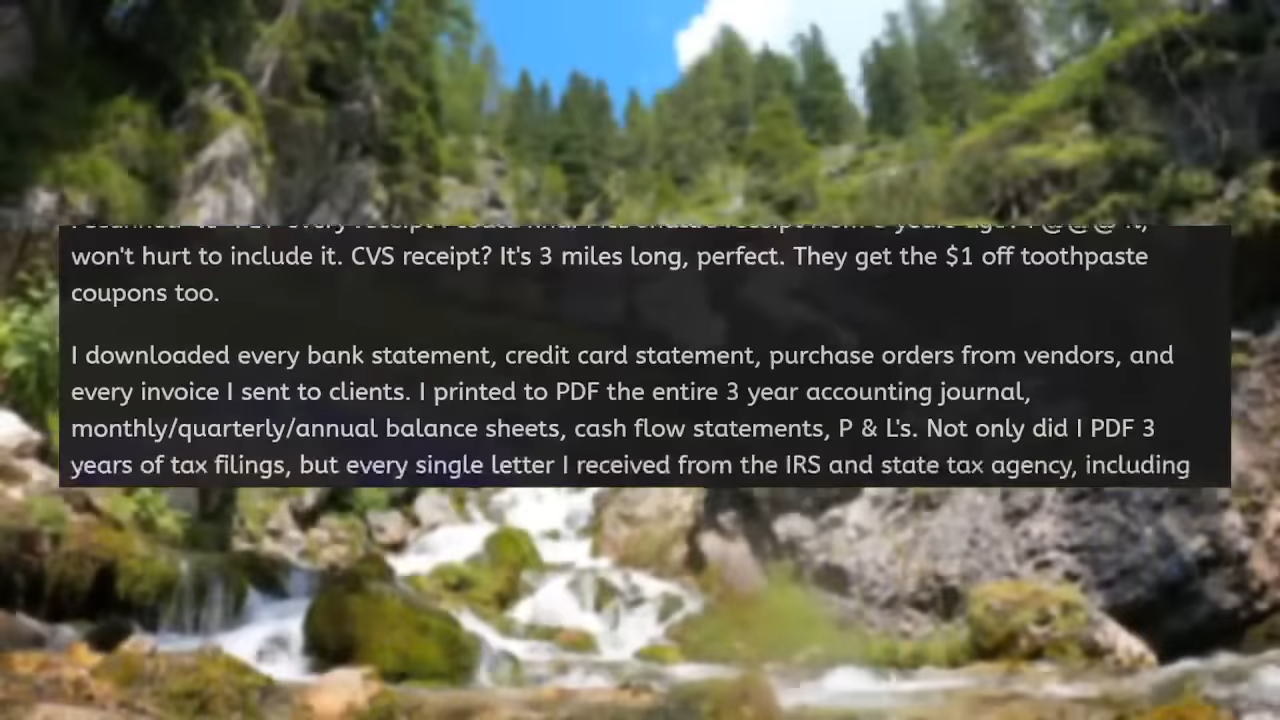 won't hurt to include it. CVS receipt? It's 3 miles long, perfect. They get the $1 off toothpaste
coupons too.
I downloaded every bank statement, credit card statement, purchase orders from vendors, and
every invoice I sent to clients. I printed to PDF the entire 3 year accounting journal,
monthly/quarterly/annual balance sheets, cash flow statements, P & L's. Not only did I PDF 3
years of tax filings, but every single letter I received from the IRS and state tax agency, including